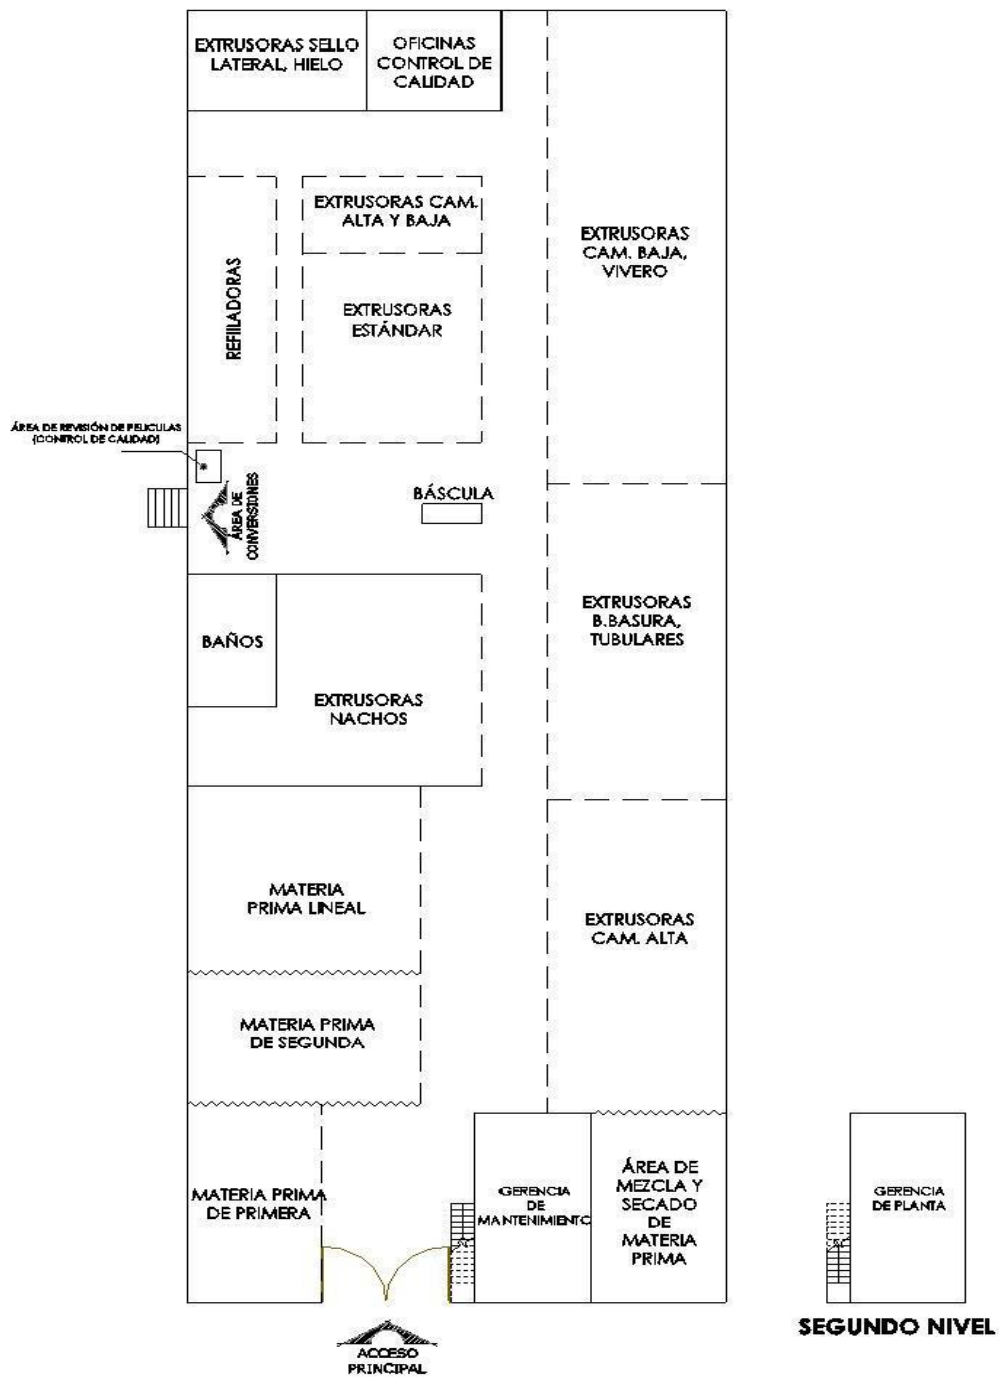 EXTRUSORAS SELLO
LATERAL, HIELO
OFICINAS
CONTROL DE
CALIDAD
EXTRUSORAS CAM.
ALTA Y BAJA
EXTRUSORAS
CAM. BAJA,
VIVERO
REFIILADORAS
EXTRUSORAS
ESTÁNDAR
ÁREA DE REVISIÓN DE PELICULAS
(CONTROL DE CALIDAD)
ÁREA DE
CONVERSIONES
BÁSCULA
EXTRUSORAS
B.BASURA,
TUBULARES
BAÑOS
EXTRUSORAS
NACHOS
MATERIA
PRIMA LINEAL
EXTRUSORAS
CAM. ALTA
MATERIA PRIMA
DE SEGUNDA
MATERIA PRIMA
DE PRIMERA
GERENCIA
DE
MANTENIMIENTO
ÁREA DE
MEZCLA Y
SECADO
DE
MATERIA
PRIMA
GERENCIA
DE PLANTA
SEGUNDO NIVEL
ACCESO
PRINCIPAL